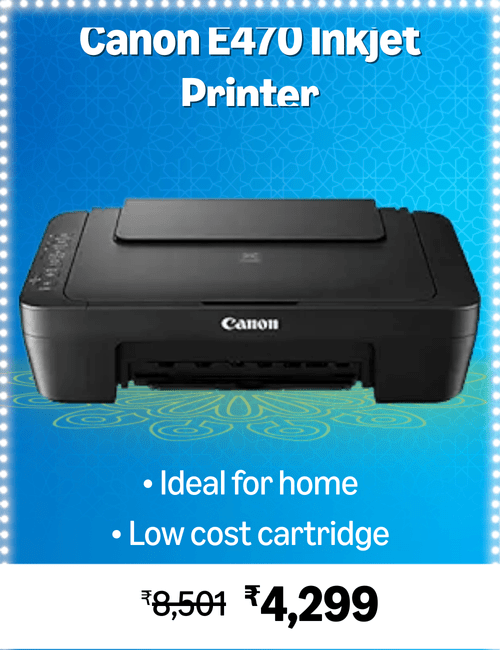 Canon E470 Inkjet
Printer
Canon
• Ideal for home
• Low cost cartridge
₹8,501 ₹4,299